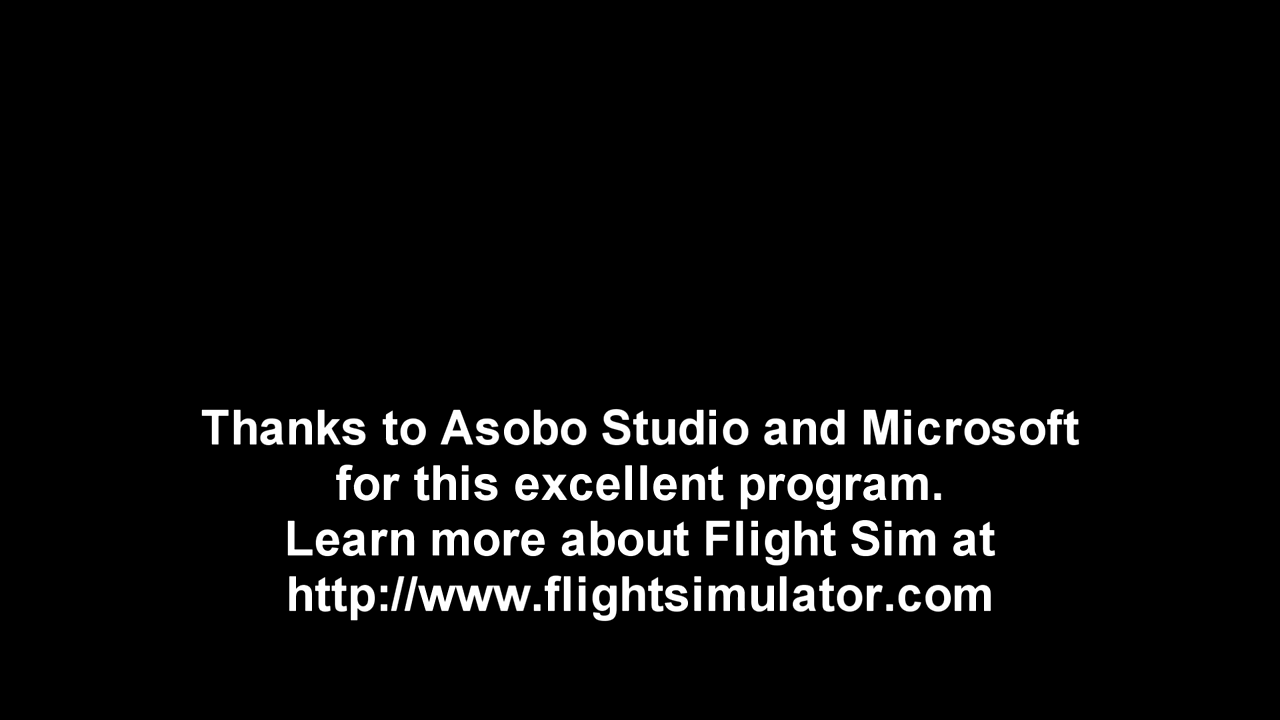 Thanks to Asobo Studio and Microsoft
for this excellent program.
Learn more about Flight Sim at
http://www.flightsimulator.com